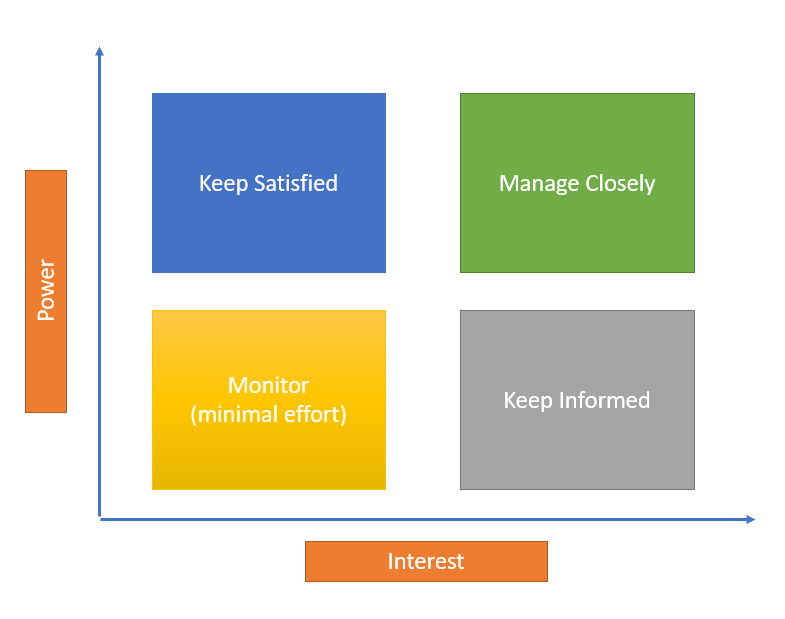 Keep Satisfied
Manage Closely
Power
Monitor
(minimal effort)
Keep Informed
Interest